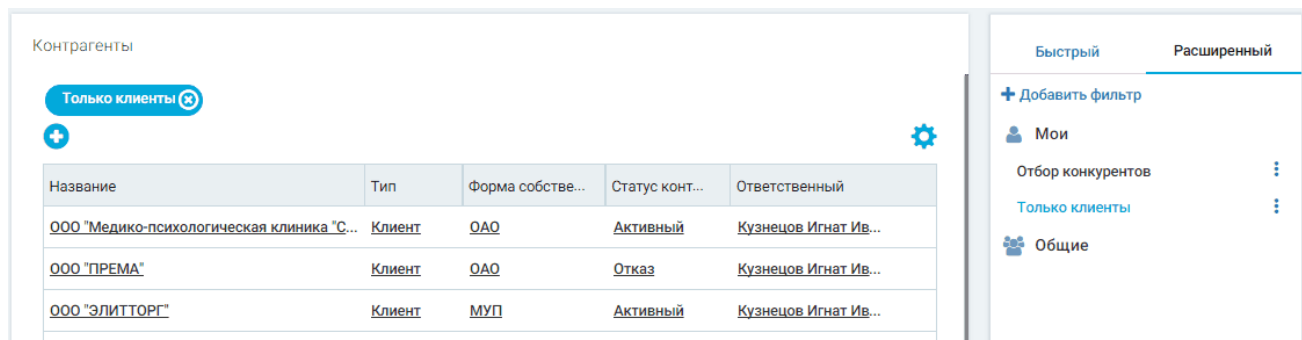 Контрагенты
Только клиенты
Название Тип Форма собстве... Статус конт... Ответственный
ООО "Медико-психологическая клиника "С... Клиент ОАО Активный Кузнецов Игнат Ив...
ООО "ПРЕМА" Клиент ОАО Отказ Кузнецов Игнат Ив...
ООО "ЭЛИТТОРГ" Клиент МУП Активный Кузнецов Игнат Ив...
Быстрый Расширенный
Добавить фильтр
Мои
Отбор конкурентов
Только клиенты
Общие